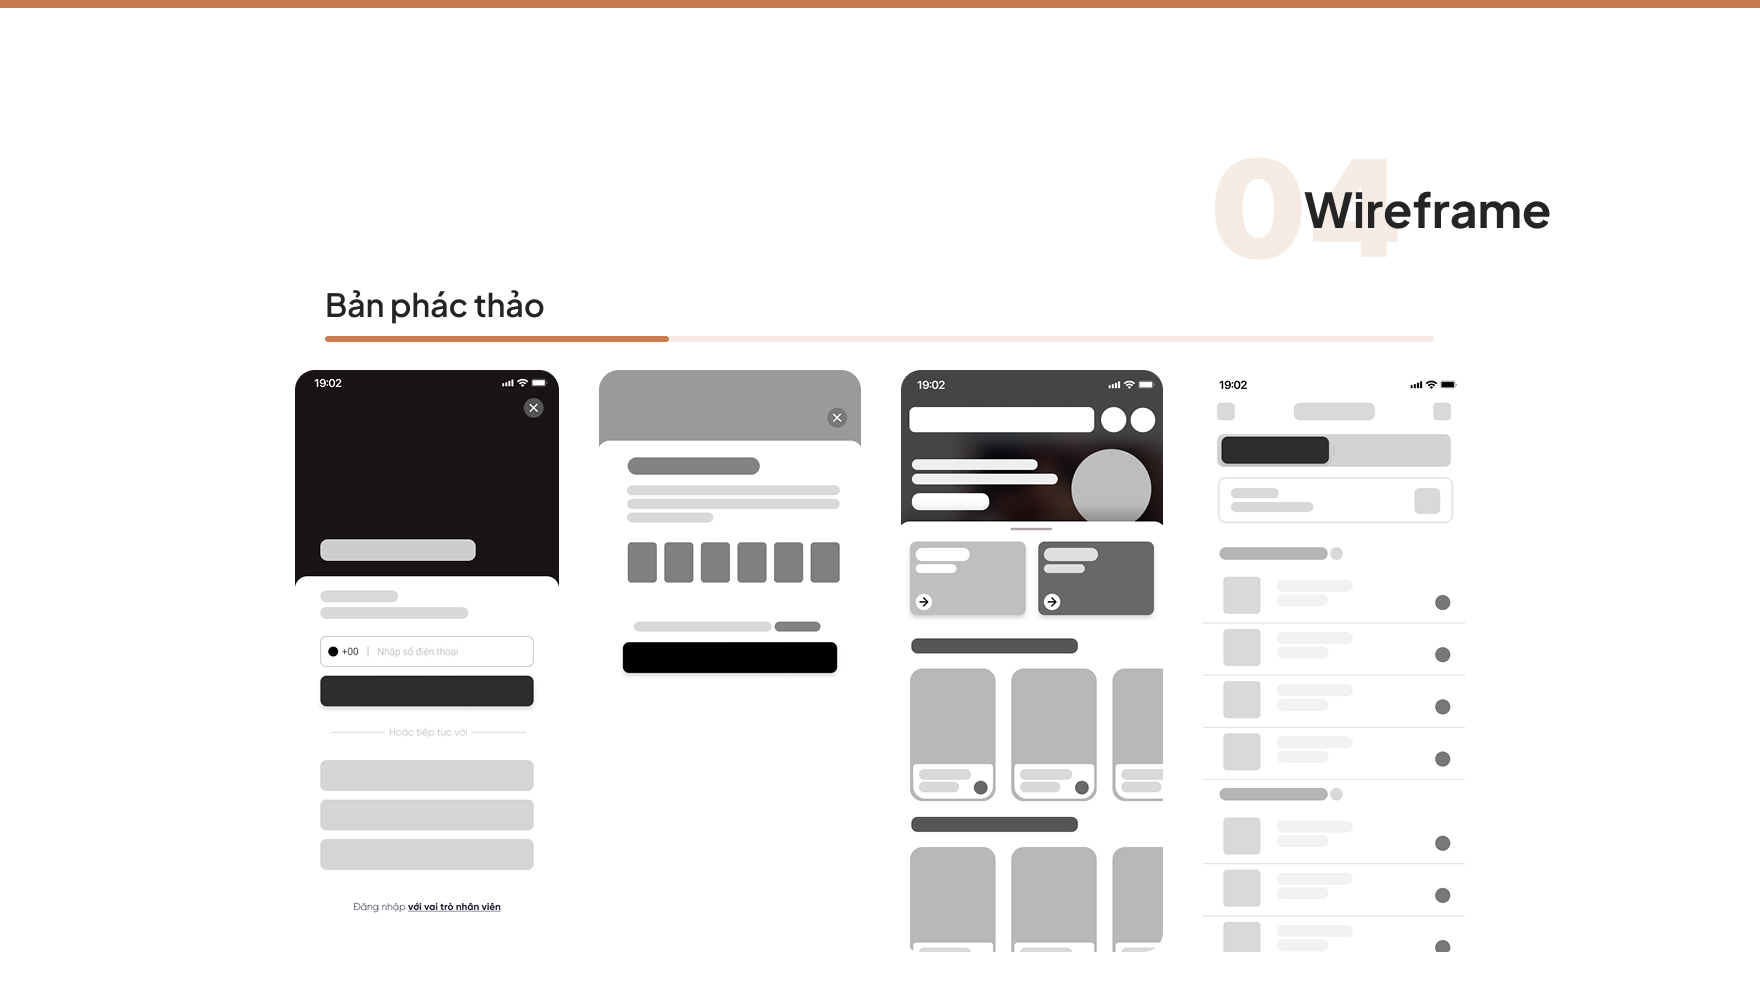 04
Wireframe
Bản phác thảo
19:02
+00 | Nhập số điện thoại
Hoặc tiếp tục với
Đăng nhập với vai trò nhân viên
19:02
19:02